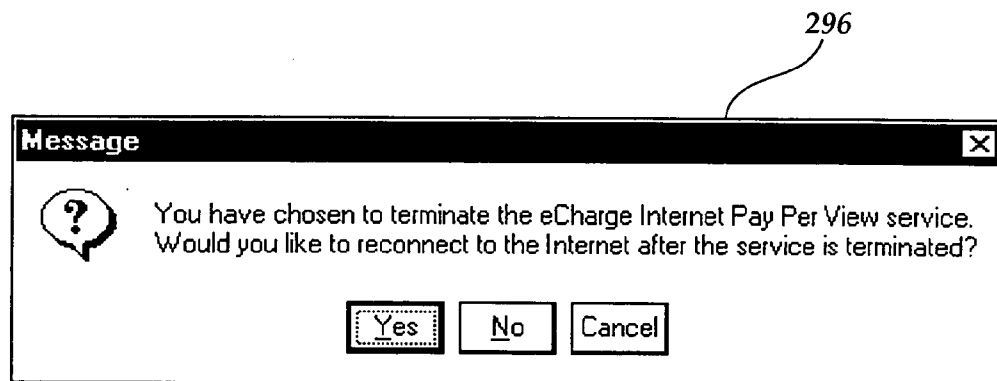 296
Message
?
You have chosen to terminate the eCharge Internet Pay Per View service.
Would you like to reconnect to the Internet after the service is terminated?
Yes No Cancel